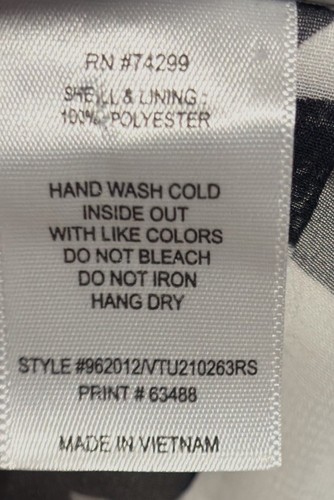 RN #74299
SHELL & LINING :
100% POLYESTER
HAND WASH COLD
INSIDE OUT
WITH LIKE COLORS
DO NOT BLEACH
DO NOT IRON
HANG DRY
STYLE #962012/VTU210263RS
PRINT # 63488
MADE IN VIETNAM